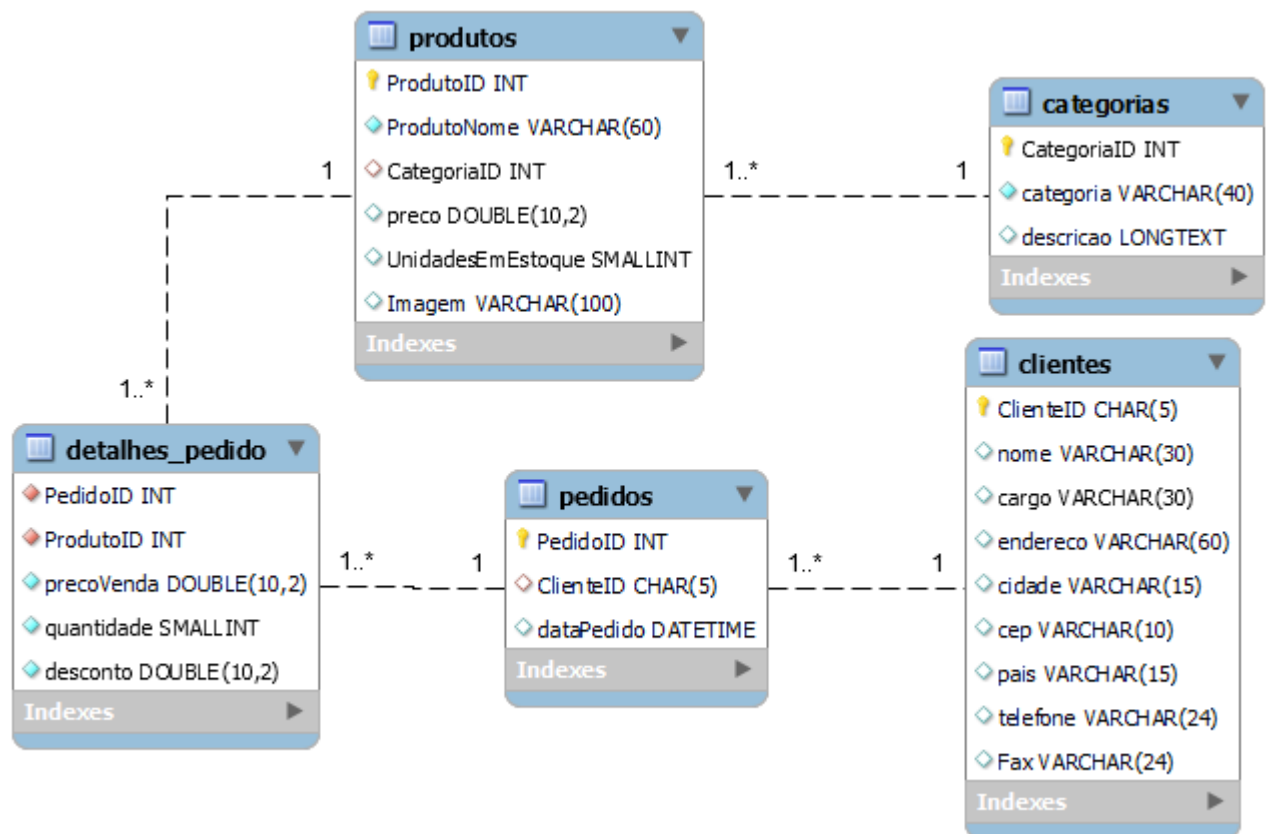 produtos
ProdutoID INT
ProdutoNome VARCHAR(60)
CategoriaID INT
preco DOUBLE(10,2)
UnidadesEmEstoque SMALLINT
Imagem VARCHAR(100)
Indexes
1
1..*
1
categorias
CategoriaID INT
categoria VARCHAR(40)
descricao LONGTEXT
Indexes
1..*
detalhes_pedido
PedidoID INT
ProdutoID INT
precoVenda DOUBLE(10,2)
quantidade SMALLINT
desconto DOUBLE(10,2)
Indexes
1..*
1
pedidos
PedidoID INT
ClienteID CHAR(5)
dataPedido DATETIME
Indexes
1..*
1
clientes
ClienteID CHAR(5)
nome VARCHAR(30)
cargo VARCHAR(30)
endereco VARCHAR(60)
cidade VARCHAR(15)
cep VARCHAR(10)
pais VARCHAR(15)
telefone VARCHAR(24)
Fax VARCHAR(24)
Indexes